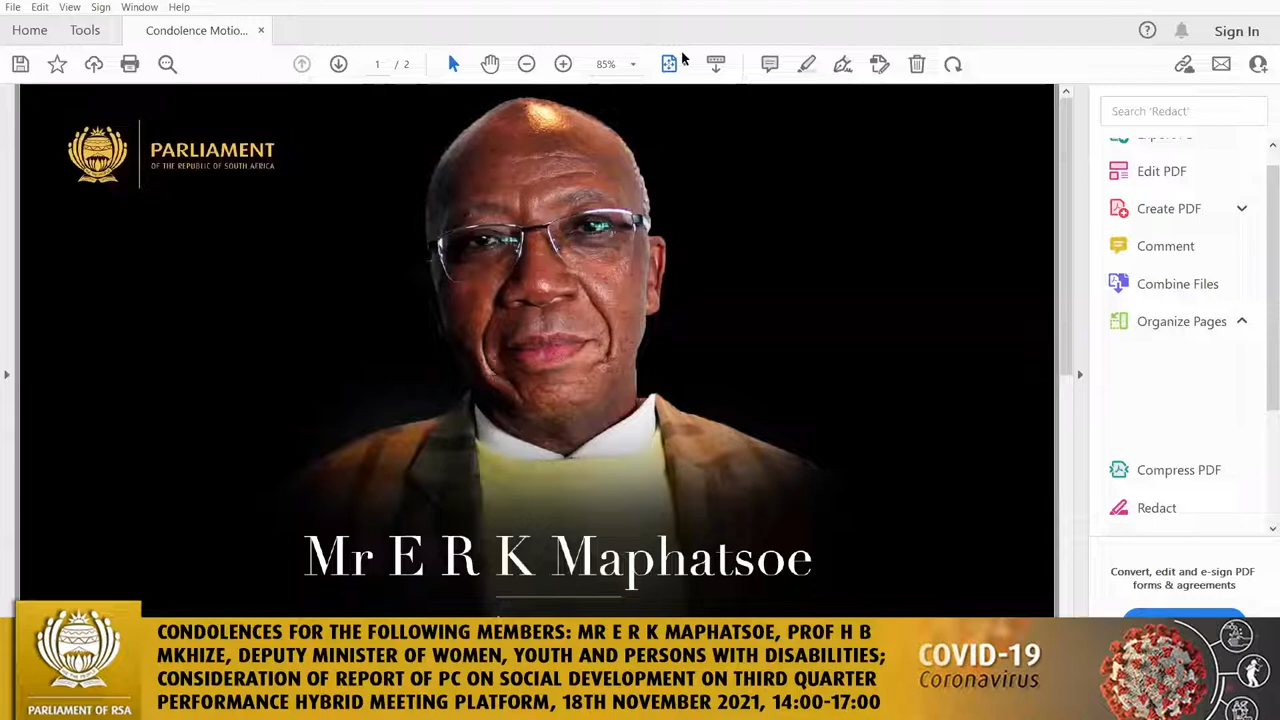 File Edit View Sign Window Help
Home Tools Condolence Motio... × Sign In
1 / 2 85%
Search 'Redact'
PARLIAMENT
OF THE REPUBLIC OF SOUTH AFRICA
Edit PDF
Create PDF
Comment
Combine Files
Organize Pages
Compress PDF
Redact
Mr E R K Maphatsoe
Convert, edit and e-sign PDF
forms & agreements
CONDOLENCES FOR THE FOLLOWING MEMBERS: MR E R K MAPHATSOE, PROF H B
MKHIZE, DEPUTY MINISTER OF WOMEN, YOUTH AND PERSONS WITH DISABILITIES;
CONSIDERATION OF REPORT OF PC ON SOCIAL DEVELOPMENT ON THIRD QUARTER
PERFORMANCE HYBRID MEETING PLATFORM, 18TH NOVEMBER 2021, 14:00-17:00
PARLIAMENT OF RSA
COVID-19
Coronavirus